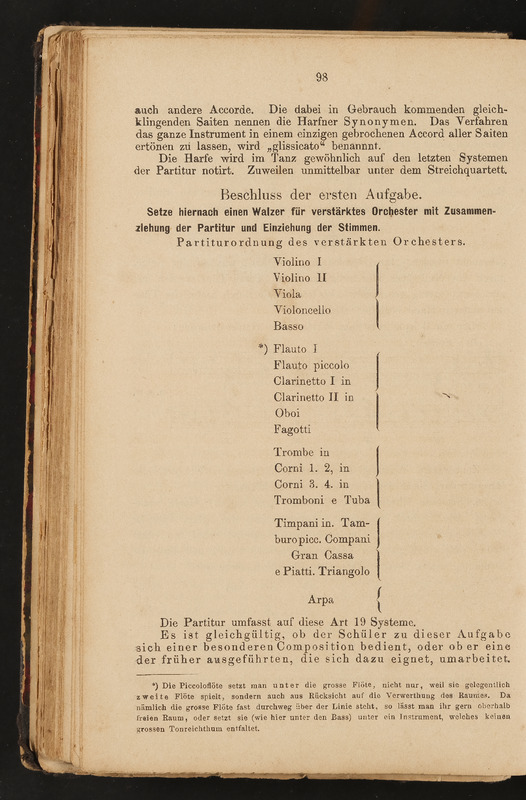 98
auch andere Accorde. Die dabei in Gebrauch kommenden gleich-
klingenden Saiten nennen die Harfner Synonymen. Das Verfahren
das ganze Instrument in einem einzigen gebrochenen Accord aller Saiten
ertönen zu lassen, wird „glissicato“ benannnt.
Die Harfe wird im Tanz gewöhnlich auf den letzten Systemen
der Partitur notirt. Zuweilen unmittelbar unter dem Streichquartett.
Beschluss der ersten Aufgabe.
Setze hiernach einen Walzer für verstärktes Orchester mit Zusammen-
ziehung der Partitur und Einziehung der Stimmen.
Partiturordnung des verstärkten Orchesters.
Violino I
Violino II
Viola
Violoncello
Basso
*) Flauto I
Flauto piccolo
Clarinetto I in
Clarinetto II in
Oboi
Fagotti
Trombe in
Corni 1. 2, in
Corni 3. 4. in
Tromboni e Tuba
Timpani in. Tam-
buro picc. Compani
Gran Cassa
e Piatti. Triangolo
Arpa
Die Partitur umfasst auf diese Art 19 Systeme.
Es ist gleichgültig, ob der Schüler zu dieser Aufgabe
sich einer besonderen Composition bedient, oder ob er eine
der früher ausgeführten, die sich dazu eignet, umarbeitet.
*) Die Piccoloflöte setzt man unter die grosse Flöte, nicht nur, weil sie gelegentlich
zweite Flöte spielt, sondern auch aus Rücksicht auf die Verwerthung des Raumes. Da
nämlich die grosse Flöte fast durchweg über der Linie steht, so lässt man ihr gern oberhalb
freien Raum, oder setzt sie (wie hier unter den Bass) unter ein Instrument, welches keinen
grossen Tonreichthum entfaltet.